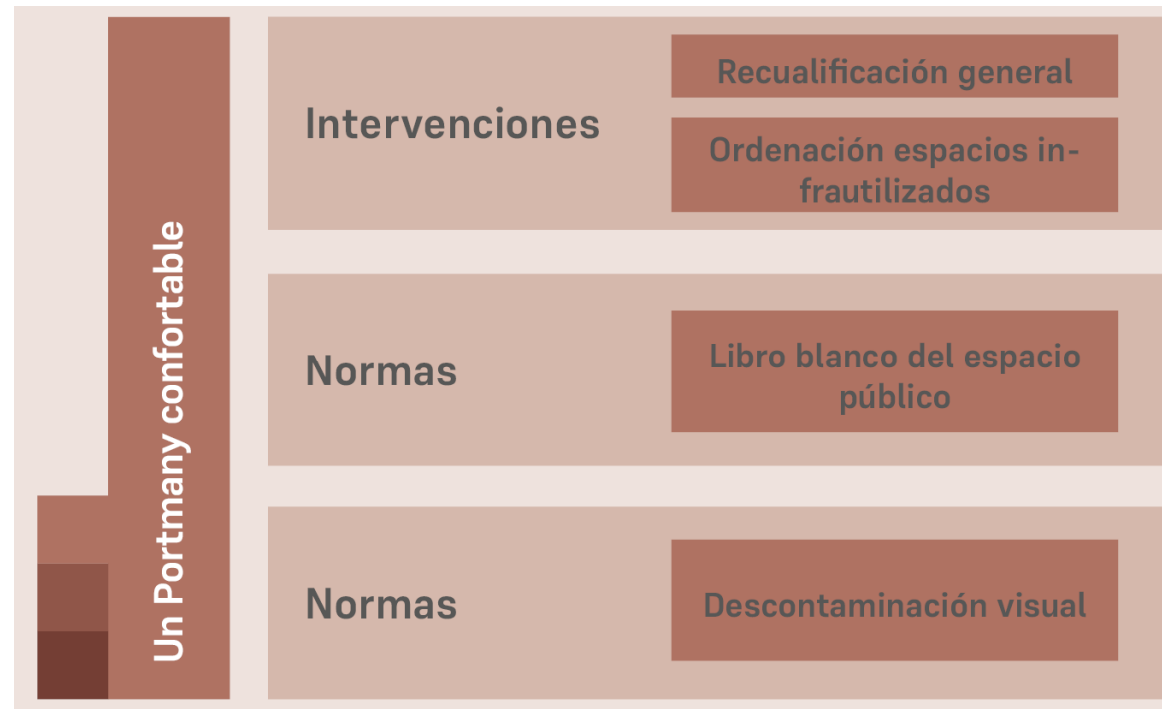 Un Portmany confortable
Intervenciones
Recualificación general
Ordenación espacios in-
frautilizados
Normas
Libro blanco del espacio
público
Normas
Descontaminación visual